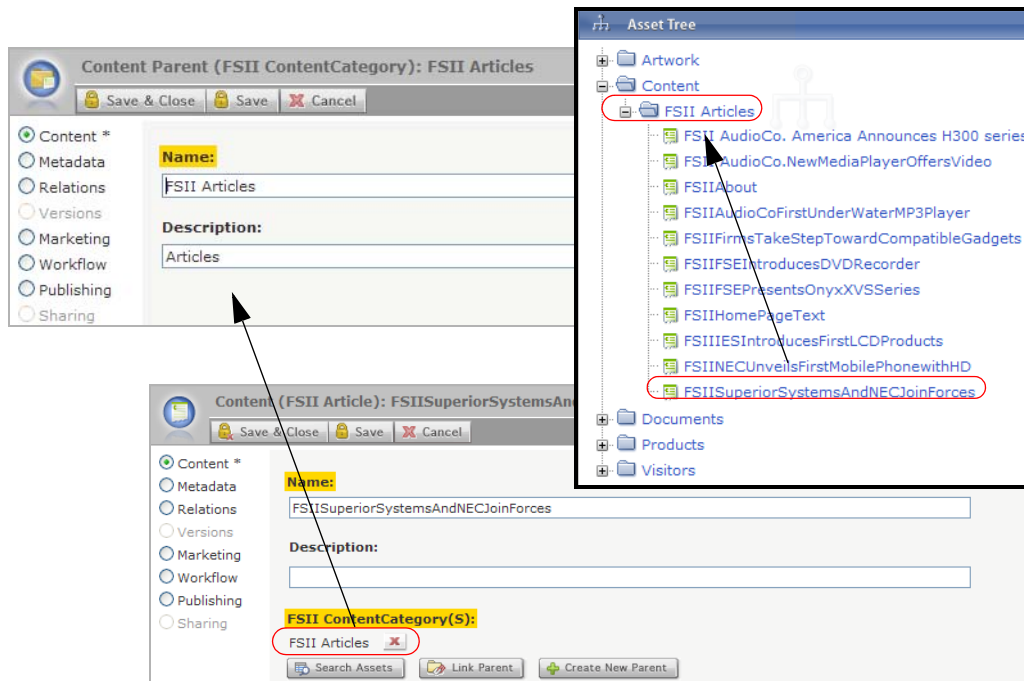 Content Parent (FSII ContentCategory): FSII Articles
Save & Close
Save
Cancel
Content *
Metadata
Relations
Versions
Marketing
Workflow
Publishing
Sharing
Name:
FSII Articles
Description:
Articles
Asset Tree
Artwork
Content
FSII Articles
FSII AudioCo. America Announces H300 series
FSII AudioCo.NewMediaPlayerOffersVideo
FSIIAbout
FSIIAudioCoFirstUnderWaterMP3Player
FSIIFirmsTakeStepTowardCompatibleGadgets
FSIIFSEIntroducesDVDRecorder
FSIIFSEPresentsOnyxXVSSeries
FSIIHomePageText
FSIIIESIntroducesFirstLCDProducts
FSIINECUnveilsFirstMobilePhonewithHD
FSIISuperiorSystemsAndNECJoinForces
Documents
Products
Visitors
Content (FSII Article): FSIISuperiorSystemsAn
Save & Close
Save
Cancel
Content *
Metadata
Relations
Versions
Marketing
Workflow
Publishing
Sharing
Name:
FSIISuperiorSystemsAndNECJoinForces
Description:
FSII ContentCategory(S):
FSII Articles
Search Assets
Link Parent
Create New Parent